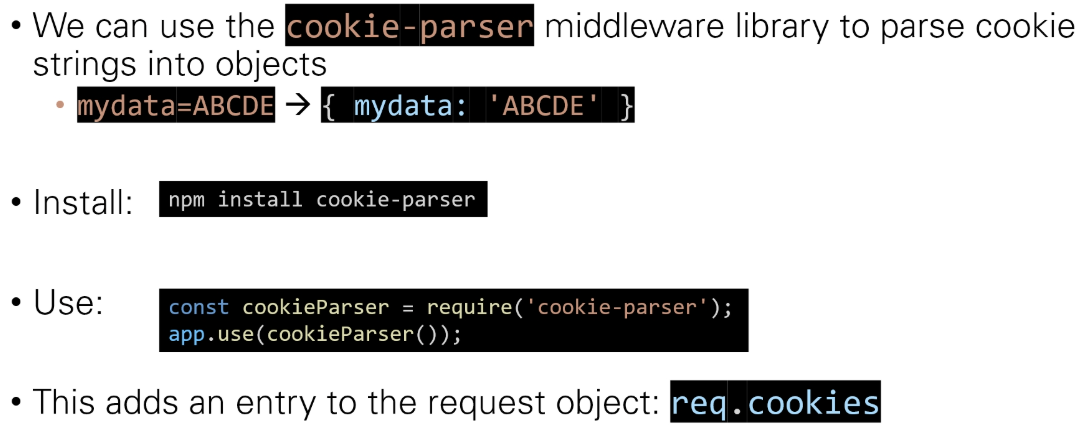 • We can use the cookie-parser middleware library to parse cookie
strings into objects
• mydata=ABCDE → { mydata: 'ABCDE' }
• Install: npm install cookie-parser
• Use: const cookieParser = require('cookie-parser');
app.use(cookieParser());
• This adds an entry to the request object: req.cookies